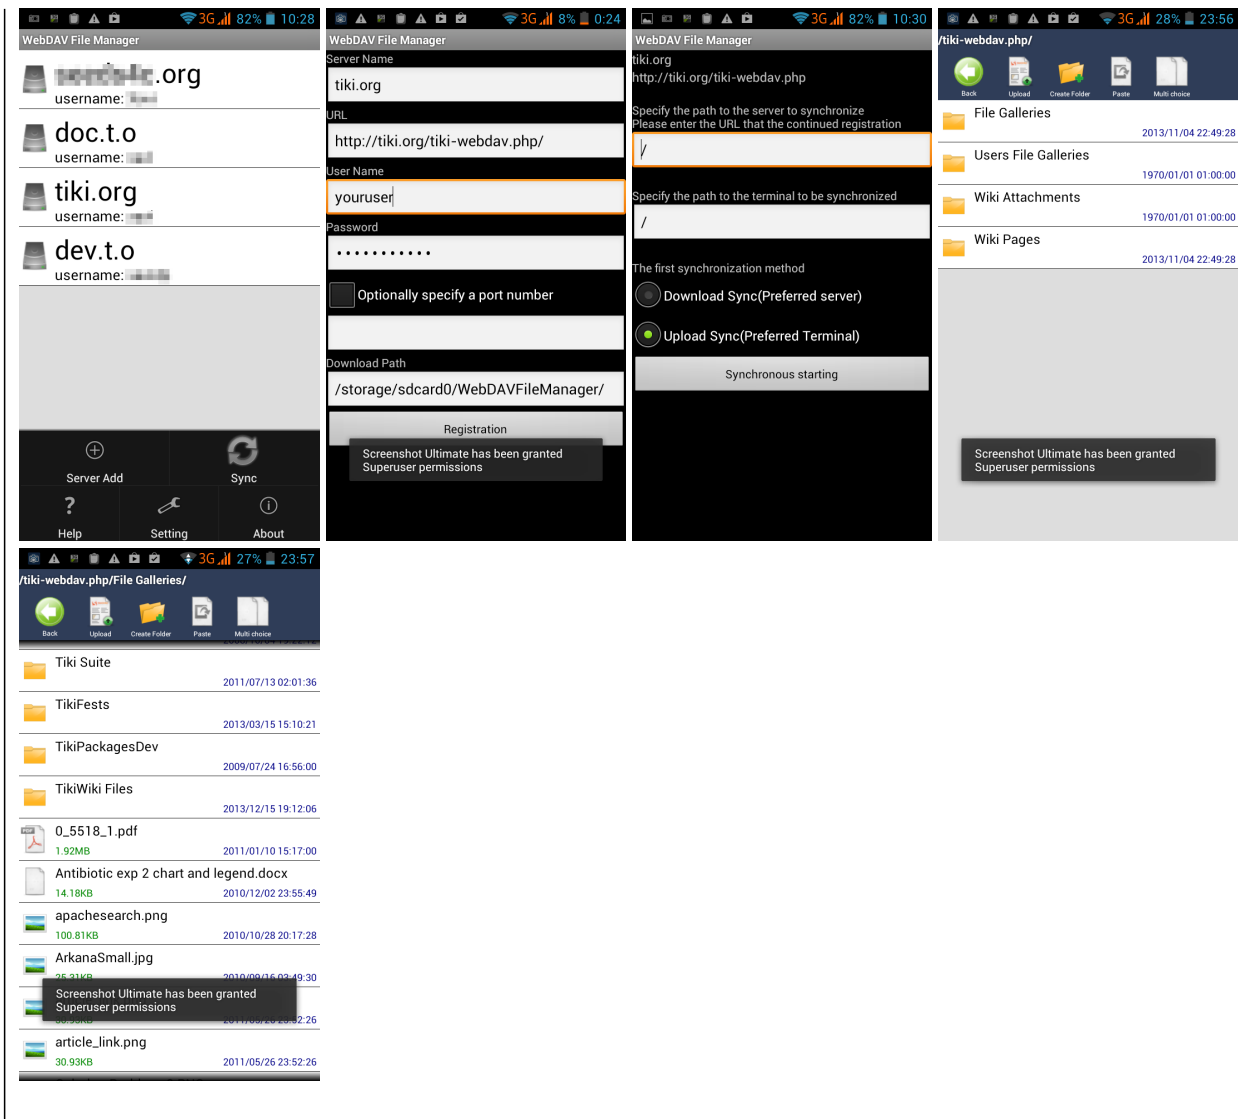 3G 82% 10:28
WebDAV File Manager
.org
username:
doc.t.o
username:
tiki.org
username:
dev.t.o
username:
Server Add
Sync
?
Help
Setting
About
3G 8% 0:24
WebDAV File Manager
Server Name
tiki.org
URL
http://tiki.org/tiki-webdav.php/
User Name
youruser
Password
Optionally specify a port number
Download Path
/storage/sdcard0/WebDAVFileManager/
Registration
Screenshot Ultimate has been granted
Superuser permissions
3G 82% 10:30
WebDAV File Manager
tiki.org
http://tiki.org/tiki-webdav.php
Specify the path to the server to synchronize
Please enter the URL that the continued registration
/
Specify the path to the terminal to be synchronized
/
The first synchronization method
Download Sync(Preferred server)
Upload Sync(Preferred Terminal)
Synchronous starting
3G 28% 23:56
/tiki-webdav.php/
Back Upload Create Folder Paste Multi choice
File Galleries
2013/11/04 22:49:28
Users File Galleries
1970/01/01 01:00:00
Wiki Attachments
1970/01/01 01:00:00
Wiki Pages
2013/11/04 22:49:28
Screenshot Ultimate has been granted
Superuser permissions
3G 27% 23:57
/tiki-webdav.php/File Galleries/
Back Upload Create Folder Paste Multi choice
Tiki Suite
2011/07/13 02:01:36
TikiFests
2013/03/15 15:10:21
TikiPackagesDev
2009/07/24 16:56:00
TikiWiki Files
2013/12/15 19:12:06
PDF
0_5518_1.pdf
1.92MB 2011/01/10 15:17:00
Antibiotic exp 2 chart and legend.docx
14.18KB 2010/12/02 23:55:49
apachesearch.png
100.81KB 2010/10/28 20:17:28
ArkanaSmall.jpg
25.31KB 2010/09/16 03:49:30
Screenshot Ultimate has been granted
Superuser permissions
article_link.png
30.93KB 2011/05/26 23:52:26